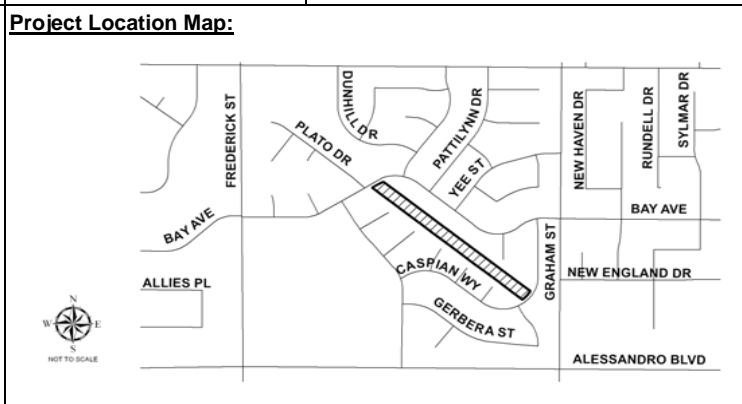 Project Location Map:
FREDERICK ST
DUNHILL DR
PLATO DR
PATTILYNN DR
YEE ST
NEW HAVEN DR
RUNDELL DR
SYLMAR DR
BAY AVE
BAY AVE
GRAHAM ST
CASPIAN WY
ALLIES PL
NEW ENGLAND DR
GERBERA ST
ALESSANDRO BLVD
N
W
E
S
NOT TO SCALE